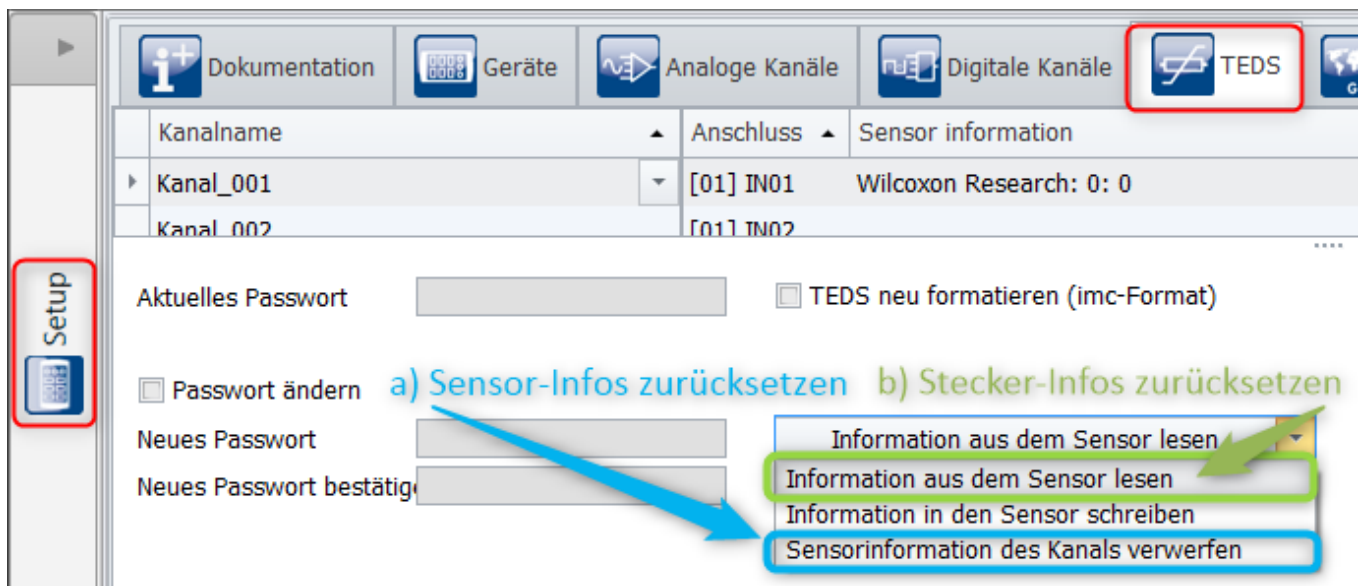 Dokumentation Geräte Analoge Kanäle Digitale Kanäle TEDS G
Kanalname Anschluss Sensor information
Kanal_001 [01] IN01 Wilcoxon Research: 0: 0
Kanal_002 [01] IN02
Setup
Aktuelles Passwort TEDS neu formatieren (imc-Format)
Passwort ändern a) Sensor-Infos zurücksetzen b) Stecker-Infos zurücksetzen
Neues Passwort Information aus dem Sensor lesen
Information aus dem Sensor lesen
Neues Passwort bestätige
Information in den Sensor schreiben
Sensorinformation des Kanals verwerfen